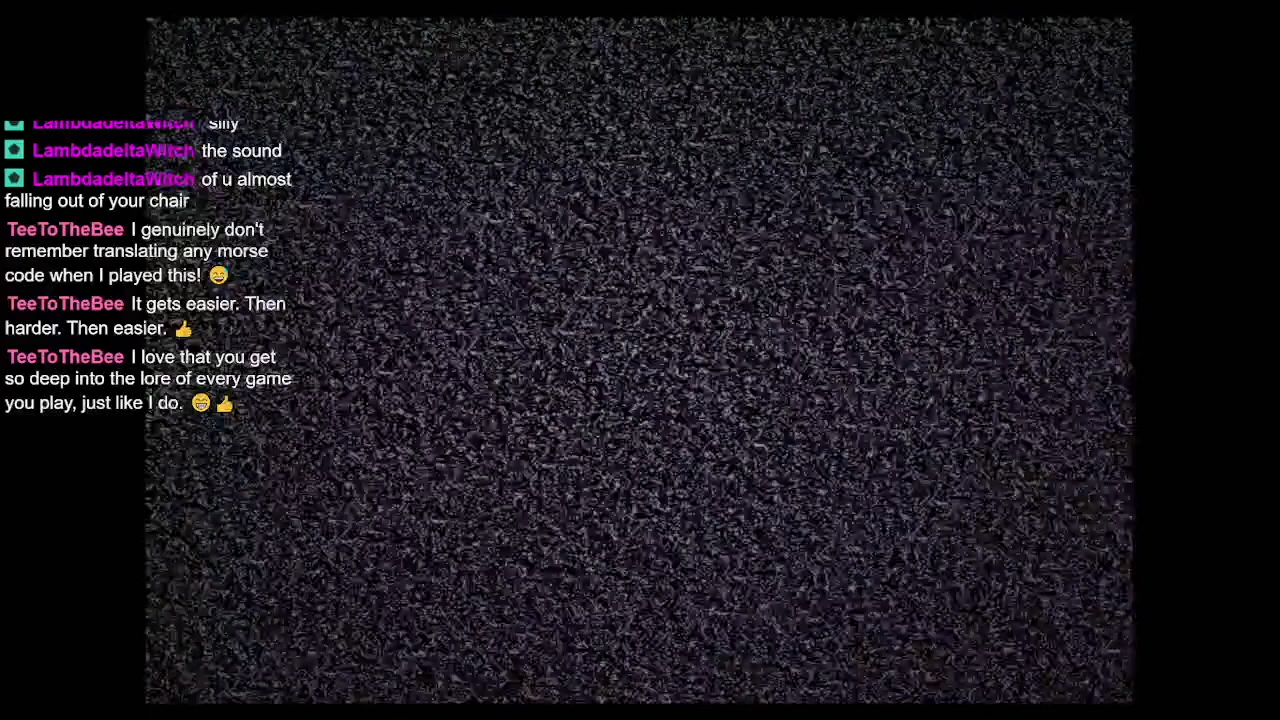 LambdadeltaWitch silly
LambdadeltaWitch the sound
LambdadeltaWitch of u almost
falling out of your chair
TeeToTheBee I genuinely don't
remember translating any morse
code when I played this! 😅
TeeToTheBee It gets easier. Then
harder. Then easier. 👍
TeeToTheBee I love that you get
so deep into the lore of every game
you play, just like I do. 😁👍